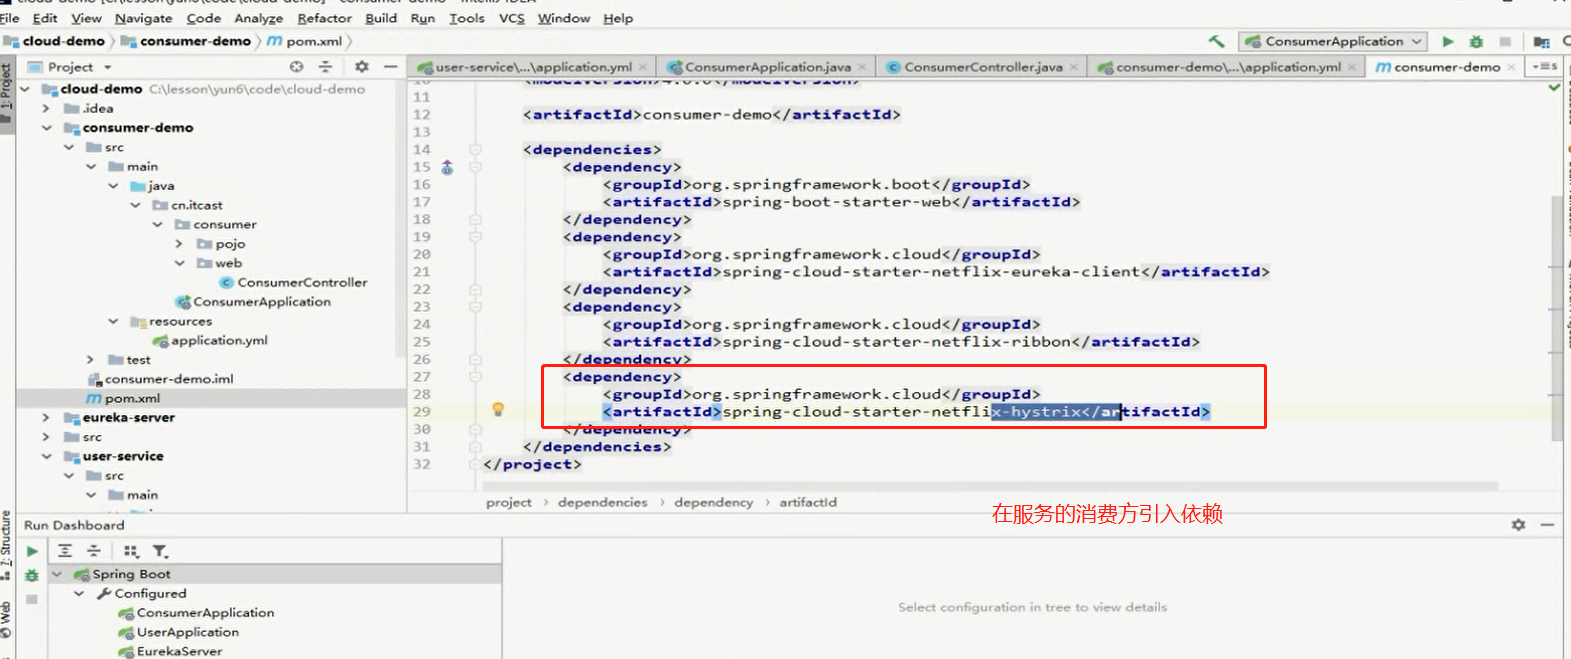 File Edit View Navigate Code Analyze Refactor Build Run Tools VCS Window Help
cloud-demo consumer-demo pom.xml
ConsumerApplication
Project
user-service\...\application.yml ConsumerApplication.java ConsumerController.java consumer-demo\...\application.yml consumer-demo
1: Project
cloud-demo C:\lesson\yun6\code\cloud-demo
.idea
consumer-demo
src
main
java
cn.itcast
consumer
pojo
web
ConsumerController
ConsumerApplication
resources
application.yml
test
consumer-demo.iml
pom.xml
eureka-server
src
user-service
src
main
11
12 <artifactId>consumer-demo</artifactId>
13
14 <dependencies>
15 <dependency>
16 <groupId>org.springframework.boot</groupId>
17 <artifactId>spring-boot-starter-web</artifactId>
18 </dependency>
19 <dependency>
20 <groupId>org.springframework.cloud</groupId>
21 <artifactId>spring-cloud-starter-netflix-eureka-client</artifactId>
22 </dependency>
23 <dependency>
24 <groupId>org.springframework.cloud</groupId>
25 <artifactId>spring-cloud-starter-netflix-ribbon</artifactId>
26 </dependency>
27 <dependency>
28 <groupId>org.springframework.cloud</groupId>
29 <artifactId>spring-cloud-starter-netflix-hystrix</artifactId>
30 </dependency>
31 </dependencies>
32 </project>
project › dependencies › dependency › artifactId
在服务的消费方引入依赖
Run Dashboard
Z: Structure
Web
Spring Boot
Configured
ConsumerApplication
UserApplication
EurekaServer
Select configuration in tree to view details